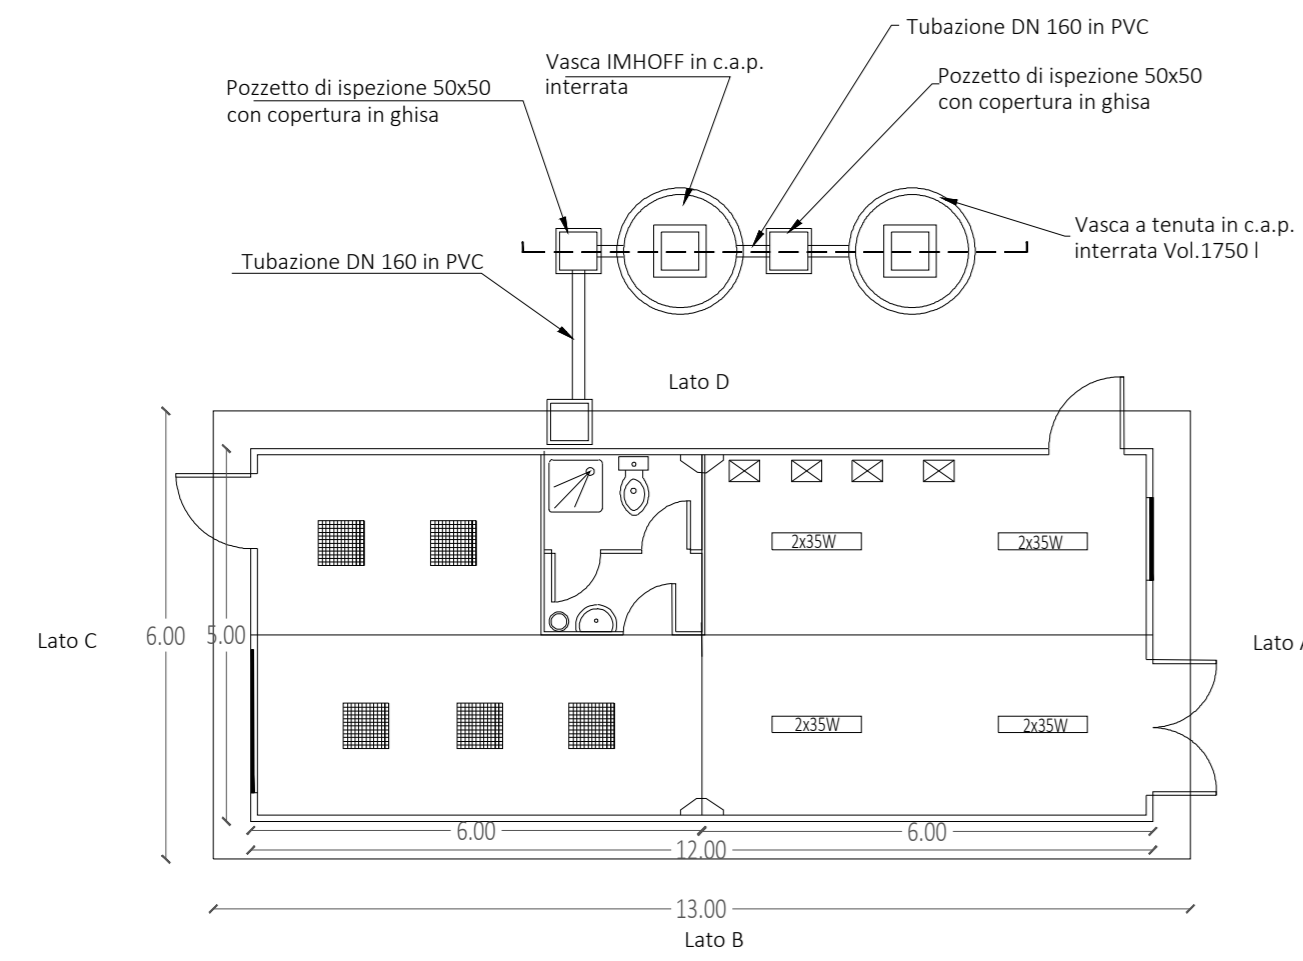 Tubazione DN 160 in PVC
Vasca IMHOFF in c.a.p.
interrata
Pozzetto di ispezione 50x50
con copertura in ghisa
Pozzetto di ispezione 50x50
con copertura in ghisa
Vasca a tenuta in c.a.p.
interrata Vol.1750 l
Tubazione DN 160 in PVC
Lato D
2x35W
2x35W
Lato C
6.00
5.00
Lato
2x35W
2x35W
6.00
6.00
12.00
13.00
Lato B